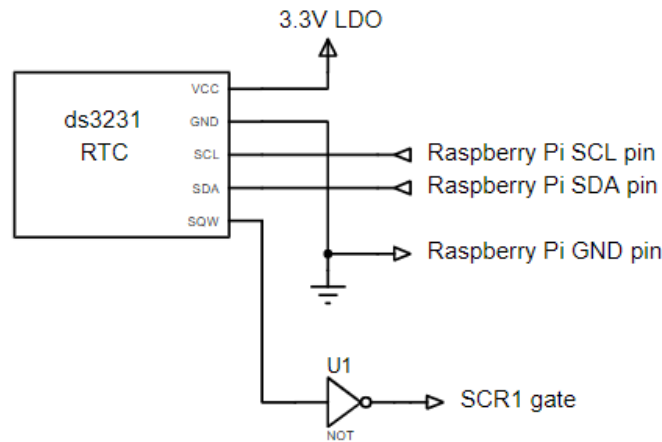 3.3V LDO
ds3231
RTC
VCC
GND
SCL
SDA
SQW
Raspberry Pi SCL pin
Raspberry Pi SDA pin
Raspberry Pi GND pin
U1
NOT
SCR1 gate